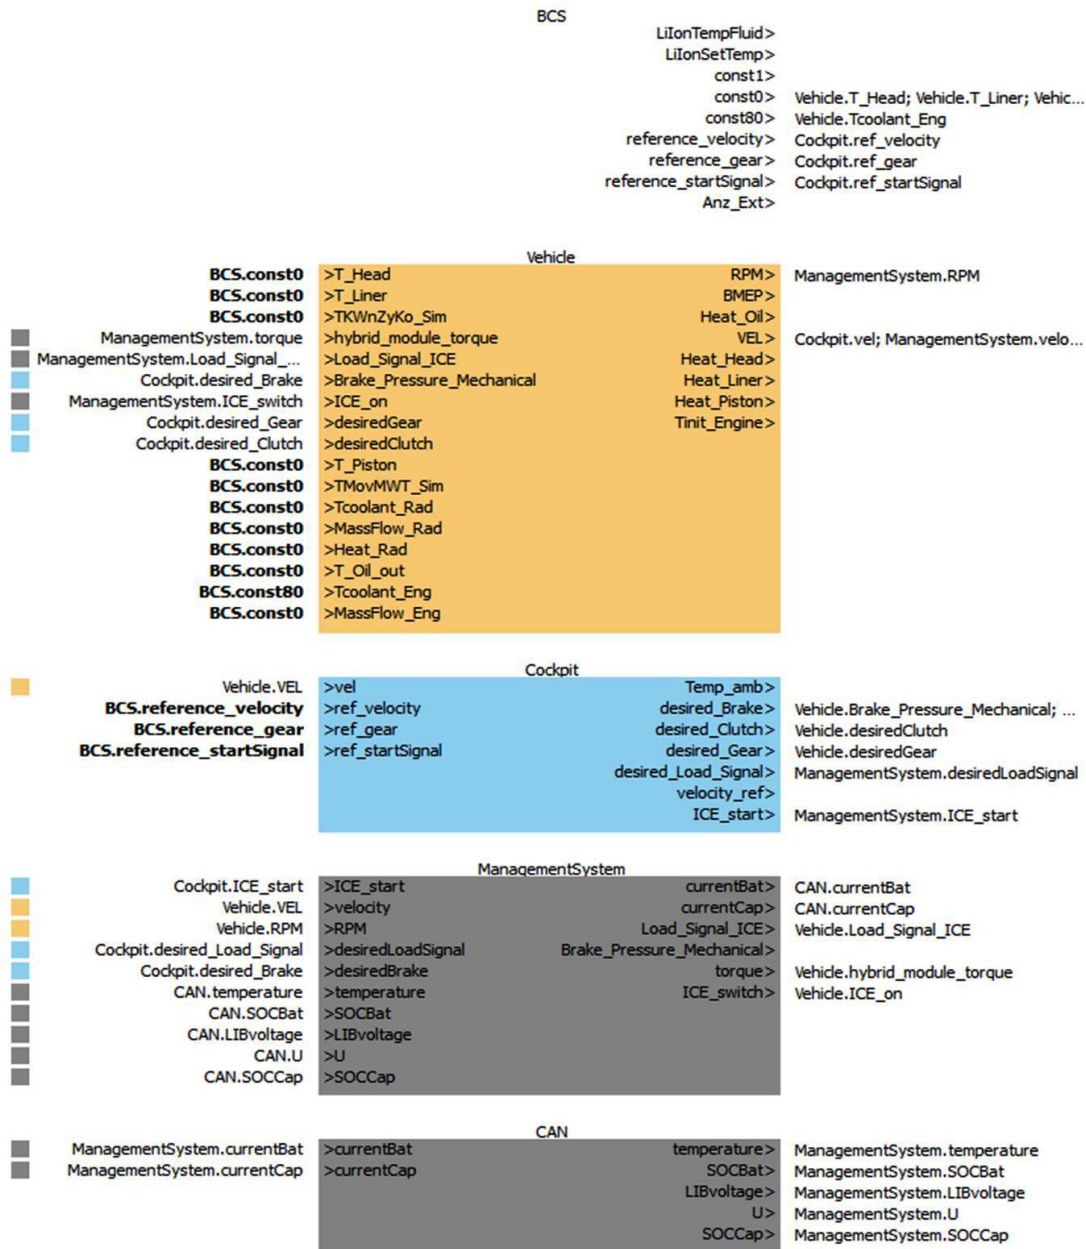 BCS
LiIonTempFluid>
LiIonSetTemp>
const1>
const0> Vehicle.T_Head; Vehicle.T_Liner; Vehic...
const80> Vehicle.Tcoolant_Eng
reference_velocity> Cockpit.ref_velocity
reference_gear> Cockpit.ref_gear
reference_startSignal> Cockpit.ref_startSignal
Anz_Ext>
Vehicle
BCS.const0 >T_Head RPM> ManagementSystem.RPM
BCS.const0 >T_Liner BMEP>
BCS.const0 >TKWnZyKo_Sim Heat_Oil>
ManagementSystem.torque >hybrid_module_torque VEL> Cockpit.vel; ManagementSystem.velo...
ManagementSystem.Load_Signal_... >Load_Signal_ICE Heat_Head>
Cockpit.desired_Brake >Brake_Pressure_Mechanical Heat_Liner>
ManagementSystem.ICE_switch >ICE_on Heat_Piston>
Cockpit.desired_Gear >desiredGear Tinit_Engine>
Cockpit.desired_Clutch >desiredClutch
BCS.const0 >T_Piston
BCS.const0 >TMovMWT_Sim
BCS.const0 >Tcoolant_Rad
BCS.const0 >MassFlow_Rad
BCS.const0 >Heat_Rad
BCS.const0 >T_Oil_out
BCS.const80 >Tcoolant_Eng
BCS.const0 >MassFlow_Eng
Cockpit
Vehicle.VEL >vel Temp_amb>
BCS.reference_velocity >ref_velocity desired_Brake> Vehicle.Brake_Pressure_Mechanical; ...
BCS.reference_gear >ref_gear desired_Clutch> Vehicle.desiredClutch
BCS.reference_startSignal >ref_startSignal desired_Gear> Vehicle.desiredGear
desired_Load_Signal> ManagementSystem.desiredLoadSignal
velocity_ref>
ICE_start> ManagementSystem.ICE_start
ManagementSystem
Cockpit.ICE_start >ICE_start currentBat> CAN.currentBat
Vehicle.VEL >velocity currentCap> CAN.currentCap
Vehicle.RPM >RPM Load_Signal_ICE> Vehicle.Load_Signal_ICE
Cockpit.desired_Load_Signal >desiredLoadSignal Brake_Pressure_Mechanical>
Cockpit.desired_Brake >desiredBrake torque> Vehicle.hybrid_module_torque
CAN.temperature >temperature ICE_switch> Vehicle.ICE_on
CAN.SOCBat >SOCBat
CAN.LIBvoltage >LIBvoltage
CAN.U >U
CAN.SOCCap >SOCCap
CAN
ManagementSystem.currentBat >currentBat temperature> ManagementSystem.temperature
ManagementSystem.currentCap >currentCap SOCBat> ManagementSystem.SOCBat
LIBvoltage> ManagementSystem.LIBvoltage
U> ManagementSystem.U
SOCCap> ManagementSystem.SOCCap